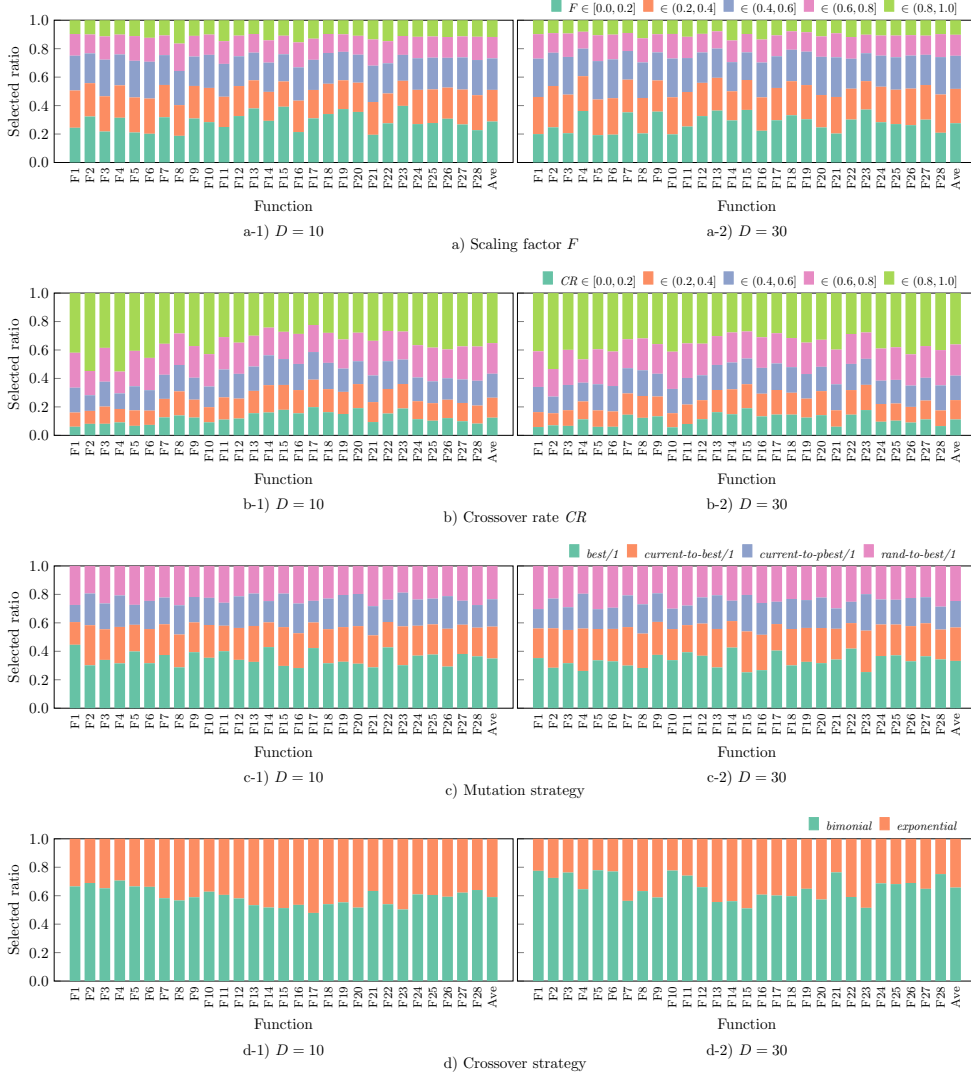 F ∈ [0.0, 0.2] ∈ (0.2, 0.4] ∈ (0.4, 0.6] ∈ (0.6, 0.8] ∈ (0.8, 1.0]
Selected ratio
1.0
0.8
0.6
0.4
0.2
0.0
F1 F2 F3 F4 F5 F6 F7 F8 F9 F10 F11 F12 F13 F14 F15 F16 F17 F18 F19 F20 F21 F22 F23 F24 F25 F26 F27 F28 Ave
F1 F2 F3 F4 F5 F6 F7 F8 F9 F10 F11 F12 F13 F14 F15 F16 F17 F18 F19 F20 F21 F22 F23 F24 F25 F26 F27 F28 Ave
Function Function
a-1) D = 10 a-2) D = 30
a) Scaling factor F
CR ∈ [0.0, 0.2] ∈ (0.2, 0.4] ∈ (0.4, 0.6] ∈ (0.6, 0.8] ∈ (0.8, 1.0]
Selected ratio
1.0
0.8
0.6
0.4
0.2
0.0
F1 F2 F3 F4 F5 F6 F7 F8 F9 F10 F11 F12 F13 F14 F15 F16 F17 F18 F19 F20 F21 F22 F23 F24 F25 F26 F27 F28 Ave
F1 F2 F3 F4 F5 F6 F7 F8 F9 F10 F11 F12 F13 F14 F15 F16 F17 F18 F19 F20 F21 F22 F23 F24 F25 F26 F27 F28 Ave
Function Function
b-1) D = 10 b-2) D = 30
b) Crossover rate CR
best/1 current-to-best/1 current-to-pbest/1 rand-to-best/1
Selected ratio
1.0
0.8
0.6
0.4
0.2
0.0
F1 F2 F3 F4 F5 F6 F7 F8 F9 F10 F11 F12 F13 F14 F15 F16 F17 F18 F19 F20 F21 F22 F23 F24 F25 F26 F27 F28 Ave
F1 F2 F3 F4 F5 F6 F7 F8 F9 F10 F11 F12 F13 F14 F15 F16 F17 F18 F19 F20 F21 F22 F23 F24 F25 F26 F27 F28 Ave
Function Function
c-1) D = 10 c-2) D = 30
c) Mutation strategy
bimonial exponential
Selected ratio
1.0
0.8
0.6
0.4
0.2
0.0
F1 F2 F3 F4 F5 F6 F7 F8 F9 F10 F11 F12 F13 F14 F15 F16 F17 F18 F19 F20 F21 F22 F23 F24 F25 F26 F27 F28 Ave
F1 F2 F3 F4 F5 F6 F7 F8 F9 F10 F11 F12 F13 F14 F15 F16 F17 F18 F19 F20 F21 F22 F23 F24 F25 F26 F27 F28 Ave
Function Function
d-1) D = 10 d-2) D = 30
d) Crossover strategy